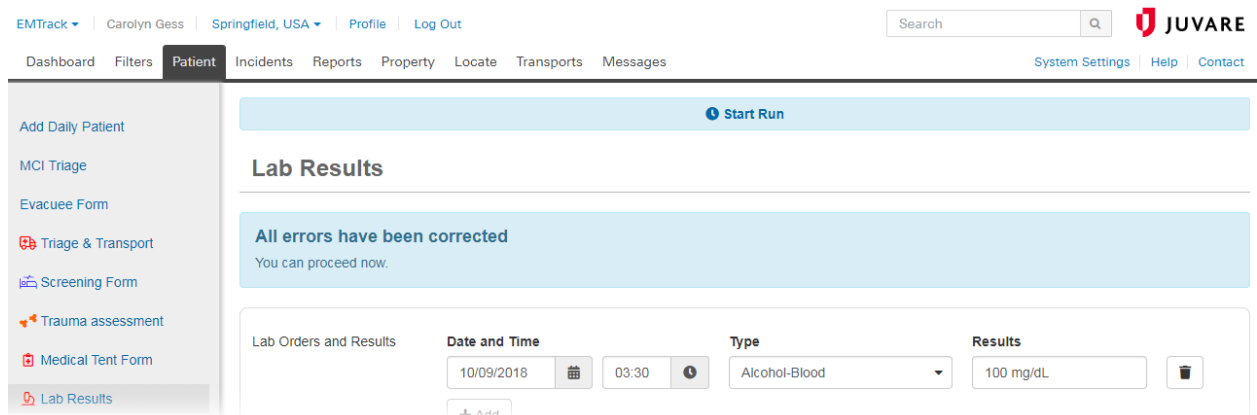 EMTrack Carolyn Gess Springfield, USA Profile Log Out Search JUVARE
Dashboard Filters Patient Incidents Reports Property Locate Transports Messages System Settings Help Contact
Add Daily Patient
MCI Triage
Evacuee Form
Triage & Transport
Screening Form
Trauma assessment
Medical Tent Form
Lab Results
Start Run
Lab Results
All errors have been corrected
You can proceed now.
Lab Orders and Results
Date and Time Type Results
10/09/2018 03:30 Alcohol-Blood 100 mg/dL
+ Add